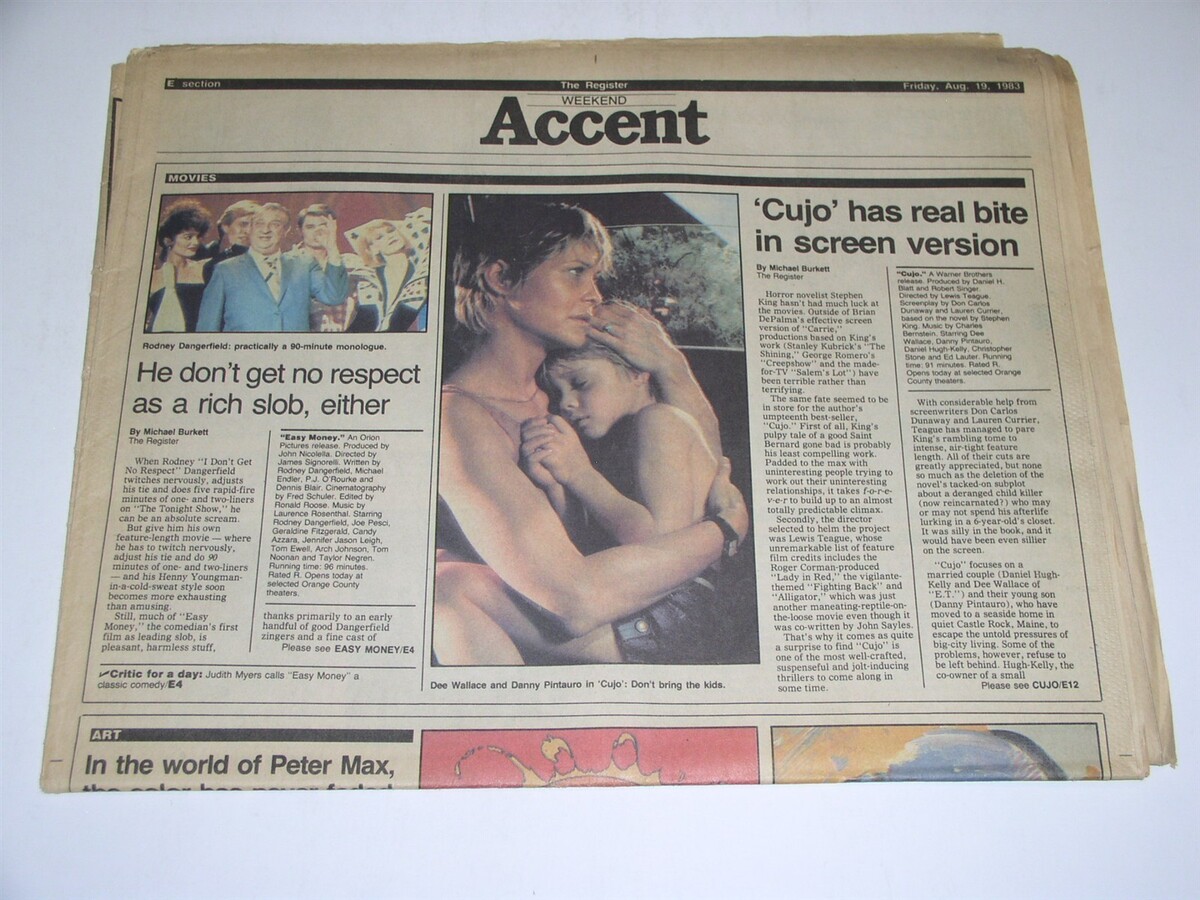 E section
The Register
Friday, Aug. 19, 1983
WEEKEND
Accent
MOVIES
Rodney Dangerfield: practically a 90-minute monologue.
He don't get no respect
as a rich slob, either
By Michael Burkett
The Register
When Rodney "I Don't Get
No Respect" Dangerfield
twitches nervously, adjusts
his tie and does five rapid-fire
minutes of one- and two-liners
on "The Tonight Show," he
can be an absolute scream.
But give him his own
feature-length movie — where
he has to twitch nervously,
adjust his tie and do 90
minutes of one- and two-liners
— and his Henny Youngman-
in-a-cold-sweat style soon
becomes more exhausting
than amusing.
Still, much of "Easy
Money," the comedian's first
film as leading slob, is
pleasant, harmless stuff,
"Easy Money." An Orion
Pictures release. Produced by
John Nicolella. Directed by
James Signorelli. Written by
Rodney Dangerfield, Michael
Endler, P.J. O'Rourke and
Dennis Blair. Cinematography
by Fred Schuler. Edited by
Ronald Roose. Music by
Laurence Rosenthal. Starring
Rodney Dangerfield, Joe Pesci,
Geraldine Fitzgerald, Candy
Azzara, Jennifer Jason Leigh,
Tom Ewell, Arch Johnson, Tom
Noonan and Taylor Negren.
Running time: 96 minutes.
Rated R. Opens today at
selected Orange County
theaters.
thanks primarily to an early
handful of good Dangerfield
zingers and a fine cast of
Please see EASY MONEY/E4
Critic for a day: Judith Myers calls "Easy Money" a
classic comedy/E4
Dee Wallace and Danny Pintauro in 'Cujo': Don't bring the kids.
'Cujo' has real bite
in screen version
By Michael Burkett
The Register
Horror novelist Stephen
King hasn't had much luck at
the movies. Outside of Brian
DePalma's effective screen
version of "Carrie,"
productions based on King's
work (Stanley Kubrick's "The
Shining," George Romero's
"Creepshow" and the made-
for-TV "Salem's Lot") have
been terrible rather than
terrifying.
The same fate seemed to be
in store for the author's
umpteenth best-seller,
"Cujo." First of all, King's
pulpy tale of a good Saint
Bernard gone bad is probably
his least compelling work.
Padded to the max with
uninteresting people trying to
work out their uninteresting
relationships, it takes f-o-r-e-
v-e-r to build up to an almost
totally predictable climax.
Secondly, the director
selected to helm the project
was Lewis Teague, whose
unremarkable list of feature
film credits includes the
Roger Corman-produced
"Lady in Red," the vigilante-
themed "Fighting Back" and
"Alligator," which was just
another maneating-reptile-on-
the-loose movie even though it
was co-written by John Sayles.
That's why it comes as quite
a surprise to find "Cujo" is
one of the most well-crafted,
suspenseful and jolt-inducing
thrillers to come along in
some time.
"Cujo." A Warner Brothers
release. Produced by Daniel H.
Blatt and Robert Singer.
Directed by Lewis Teague.
Screenplay by Don Carlos
Dunaway and Lauren Currier,
based on the novel by Stephen
King. Music by Charles
Bernstein. Starring Dee
Wallace, Danny Pintauro,
Daniel Hugh-Kelly, Christopher
Stone and Ed Lauter. Running
time: 91 minutes. Rated R.
Opens today at selected Orange
County theaters.
With considerable help from
screenwriters Don Carlos
Dunaway and Lauren Currier,
Teague has managed to pare
King's rambling tome to
intense, air-tight feature
length. All of their cuts are
greatly appreciated, but none
so much as the deletion of the
novel's tacked-on subplot
about a deranged child killer
(now reincarnated?) who may
or may not spend his afterlife
lurking in a 6-year-old's closet.
It was silly in the book, and it
would have been even sillier
on the screen.
"Cujo" focuses on a
married couple (Daniel Hugh-
Kelly and Dee Wallace of
"E.T.") and their young son
(Danny Pintauro), who have
moved to a seaside home in
quiet Castle Rock, Maine, to
escape the untold pressures of
big-city living. Some of the
problems, however, refuse to
be left behind. Hugh-Kelly, the
co-owner of a small
Please see CUJO/E12
ART
In the world of Peter Max,
the color has never faded